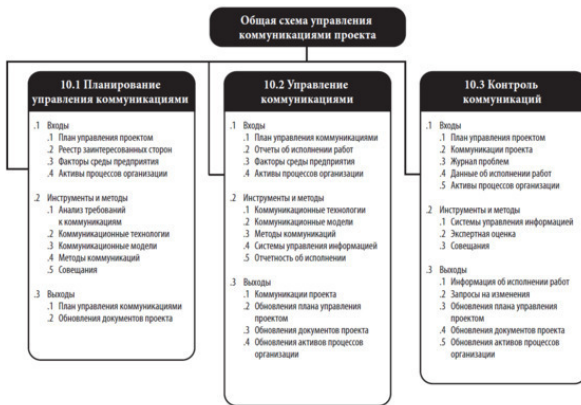 Общая схема управления
коммуникациями проекта
10.1 Планирование
управления коммуникациями
.1 Входы
.1 План управления проектом
.2 Реестр заинтересованных сторон
.3 Факторы среды предприятия
.4 Активы процессов организации
.2 Инструменты и методы
.1 Анализ требований
к коммуникациям
.2 Коммуникационные технологии
.3 Коммуникационные модели
.4 Методы коммуникаций
.5 Совещания
.3 Выходы
.1 План управления коммуникациями
.2 Обновления документов проекта
10.2 Управление
коммуникациями
.1 Входы
.1 План управления коммуникациями
.2 Отчеты об исполнении работ
.3 Факторы среды предприятия
.4 Активы процессов организации
.2 Инструменты и методы
.1 Коммуникационные технологии
.2 Коммуникационные модели
.3 Методы коммуникаций
.4 Системы управления информацией
.5 Отчетность об исполнении
.3 Выходы
.1 Коммуникации проекта
.2 Обновления плана управления
проектом
.3 Обновления документов проекта
.4 Обновления активов процессов
организации
10.3 Контроль
коммуникаций
.1 Входы
.1 План управления проектом
.2 Коммуникации проекта
.3 Журнал проблем
.4 Данные об исполнении работ
.5 Активы процессов организации
.2 Инструменты и методы
.1 Системы управления информацией
.2 Экспертная оценка
.3 Совещания
.3 Выходы
.1 Информация об исполнении работ
.2 Запросы на изменения
.3 Обновления плана управления
проектом
.4 Обновления документов проекта
.5 Обновления активов процессов
организации